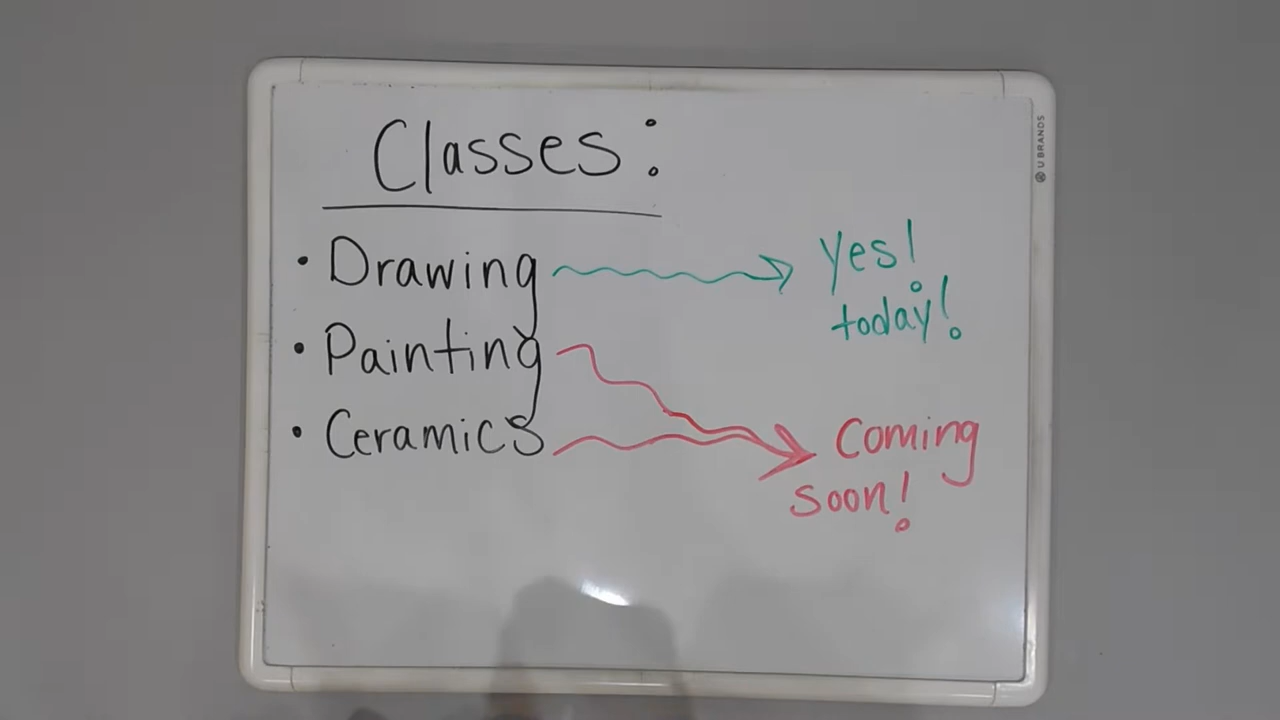 Classes:
• Drawing
yes!
today!
• Painting
• Ceramics
Coming
soon!
U BRANDS